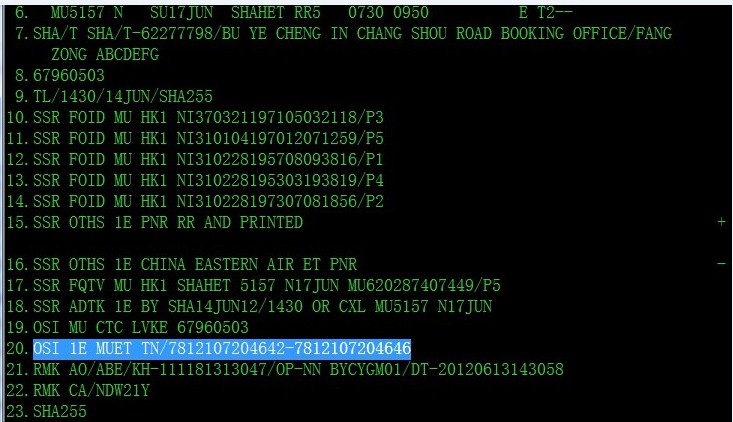 6. MU5157 N SU17JUN SHAHET RR5 0730 0950 E T2--
7.SHA/T SHA/T-62277798/BU YE CHENG IN CHANG SHOU ROAD BOOKING OFFICE/FANG
ZONG ABCDEFG
8.67960503
9.TL/1430/14JUN/SHA255
10.SSR FOID MU HK1 NI370321197105032118/P3
11.SSR FOID MU HK1 NI310104197012071259/P5
12.SSR FOID MU HK1 NI310228195708093816/P1
13.SSR FOID MU HK1 NI310228195303193819/P4
14.SSR FOID MU HK1 NI310228197307081856/P2
15.SSR OTHS 1E PNR RR AND PRINTED +
16.SSR OTHS 1E CHINA EASTERN AIR ET PNR -
17.SSR FQTV MU HK1 SHAHET 5157 N17JUN MU620287407449/P5
18.SSR ADTK 1E BY SHA14JUN12/1430 OR CXL MU5157 N17JUN
19.OSI MU CTC LVKE 67960503
20.OSI 1E MUET TN/7812107204642-7812107204646
21.RMK AO/ABE/KH-111181313047/OP-NN BYCYGM01/DT-20120613143058
22.RMK CA/NDW21Y
23.SHA255